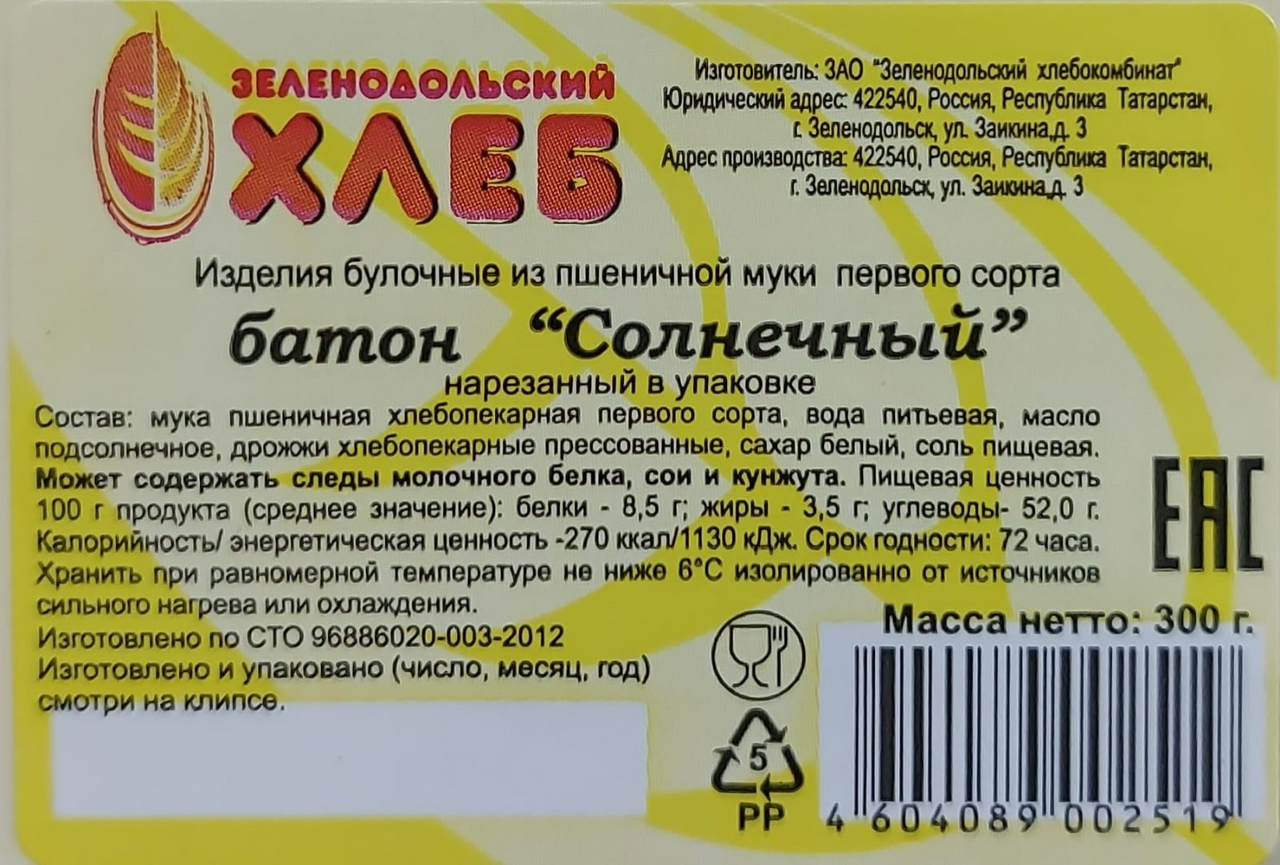 ЗЕЛЕНОДОЛЬСКИЙ
ХЛЕБ
Изготовитель: ЗАО "Зеленодольский хлебокомбинат"
Юридический адрес: 422540, Россия, Республика Татарстан,
г. Зеленодольск, ул. Заикина,д. 3
Адрес производства: 422540, Россия, Республика Татарстан,
г. Зеленодольск, ул. Заикина,д. 3
Изделия булочные из пшеничной муки первого сорта
батон “Солнечный”
нарезанный в упаковке
Состав: мука пшеничная хлебопекарная первого сорта, вода питьевая, масло
подсолнечное, дрожжи хлебопекарные прессованные, сахар белый, соль пищевая.
Может содержать следы молочного белка, сои и кунжута. Пищевая ценность
100 г продукта (среднее значение): белки - 8,5 г; жиры - 3,5 г; углеводы- 52,0 г.
Калорийность/ энергетическая ценность -270 ккал/1130 кДж. Срок годности: 72 часа.
Хранить при равномерной температуре не ниже 6°С изолированно от источников
сильного нагрева или охлаждения.
Изготовлено по СТО 96886020-003-2012
Изготовлено и упаковано (число, месяц, год)
смотри на клипсе.
EAC
Масса нетто: 300 г.
5
PP
4 604089 002519